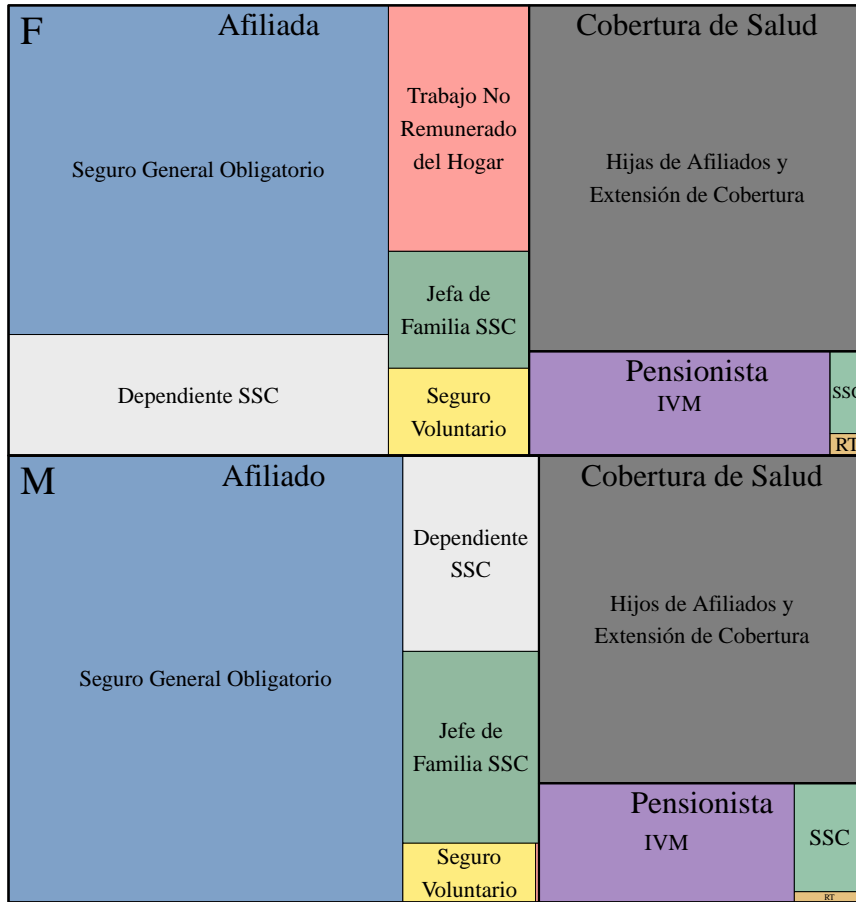 F
Afiliada
Cobertura de Salud
Trabajo No
Remunerado
del Hogar
Seguro General Obligatorio
Hijas de Afiliados y
Extensión de Cobertura
Jefa de
Familia SSC
Pensionista
IVM
SSC
Dependiente SSC
Seguro
Voluntario
RT
M
Afiliado
Cobertura de Salud
Dependiente
SSC
Hijos de Afiliados y
Extensión de Cobertura
Seguro General Obligatorio
Jefe de
Familia SSC
Pensionista
IVM
SSC
Seguro
Voluntario
RT